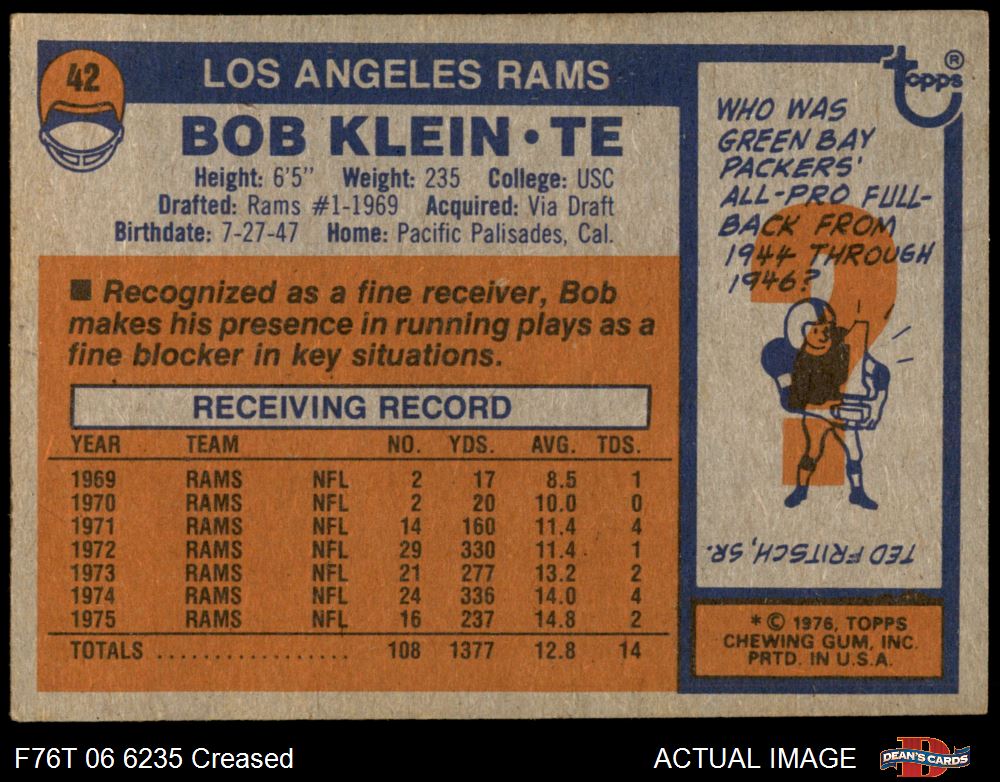 42
LOS ANGELES RAMS
BOB KLEIN • TE
Height: 6'5" Weight: 235 College: USC
Drafted: Rams #1-1969 Acquired: Via Draft
Birthdate: 7-27-47 Home: Pacific Palisades, Cal.
■ Recognized as a fine receiver, Bob
makes his presence in running plays as a
fine blocker in key situations.
RECEIVING RECORD
YEAR TEAM NO. YDS. AVG. TDS.
1969 RAMS NFL 2 17 8.5 1
1970 RAMS NFL 2 20 10.0 0
1971 RAMS NFL 14 160 11.4 4
1972 RAMS NFL 29 330 11.4 1
1973 RAMS NFL 21 277 13.2 2
1974 RAMS NFL 24 336 14.0 4
1975 RAMS NFL 16 237 14.8 2
TOTALS .................. 108 1377 12.8 14
topps ®
WHO WAS
GREEN BAY
PACKERS'
ALL-PRO FULL-
BACK FROM
1944 THROUGH
1946?
?
TED FRITSCH, SR.
* © 1976, TOPPS
CHEWING GUM, INC.
PRTD. IN U.S.A.
F76T 06 6235 Creased
ACTUAL IMAGE
D
DEAN'S CARDS